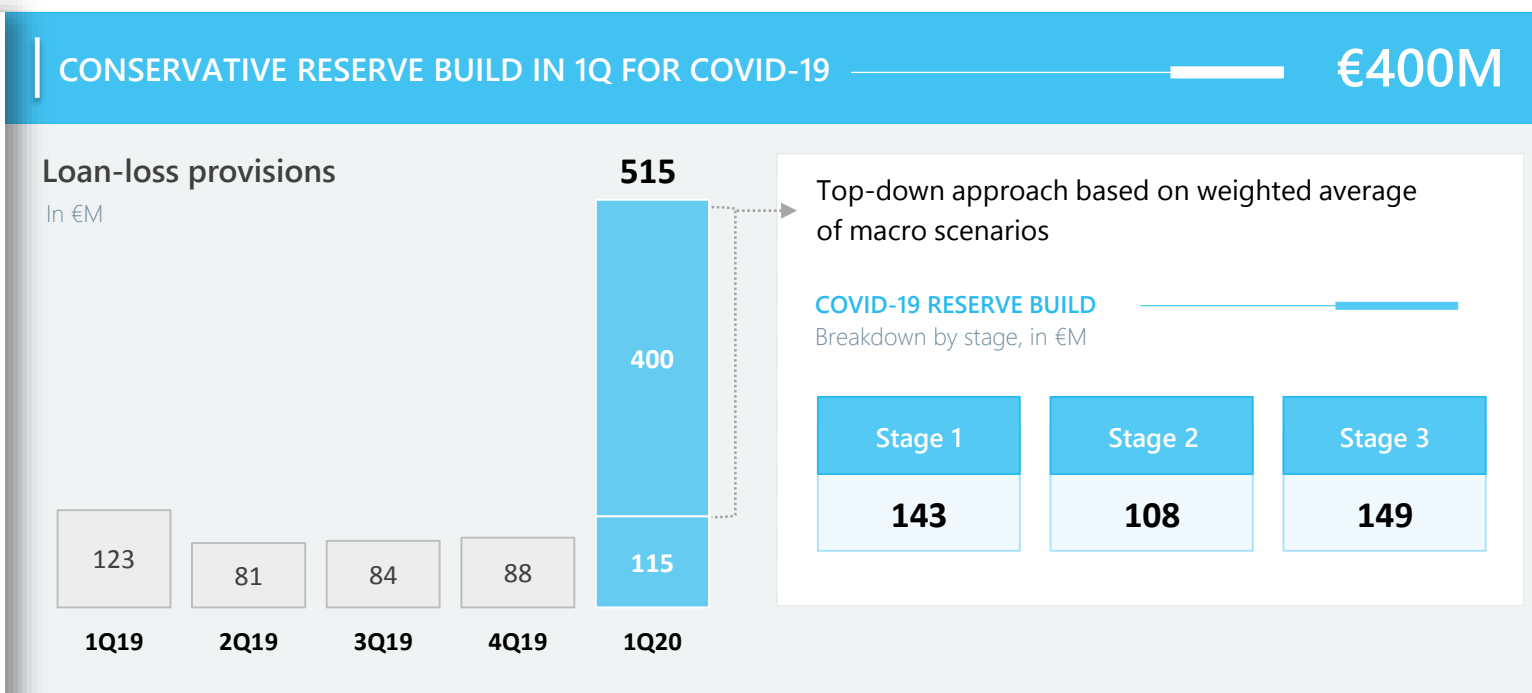 CONSERVATIVE RESERVE BUILD IN 1Q FOR COVID-19
€400M
Loan-loss provisions
In €M
515
400
115
123
81
84
88
1Q19
2Q19
3Q19
4Q19
1Q20
Top-down approach based on weighted average
of macro scenarios
COVID-19 RESERVE BUILD
Breakdown by stage, in €M
Stage 1
Stage 2
Stage 3
143
108
149